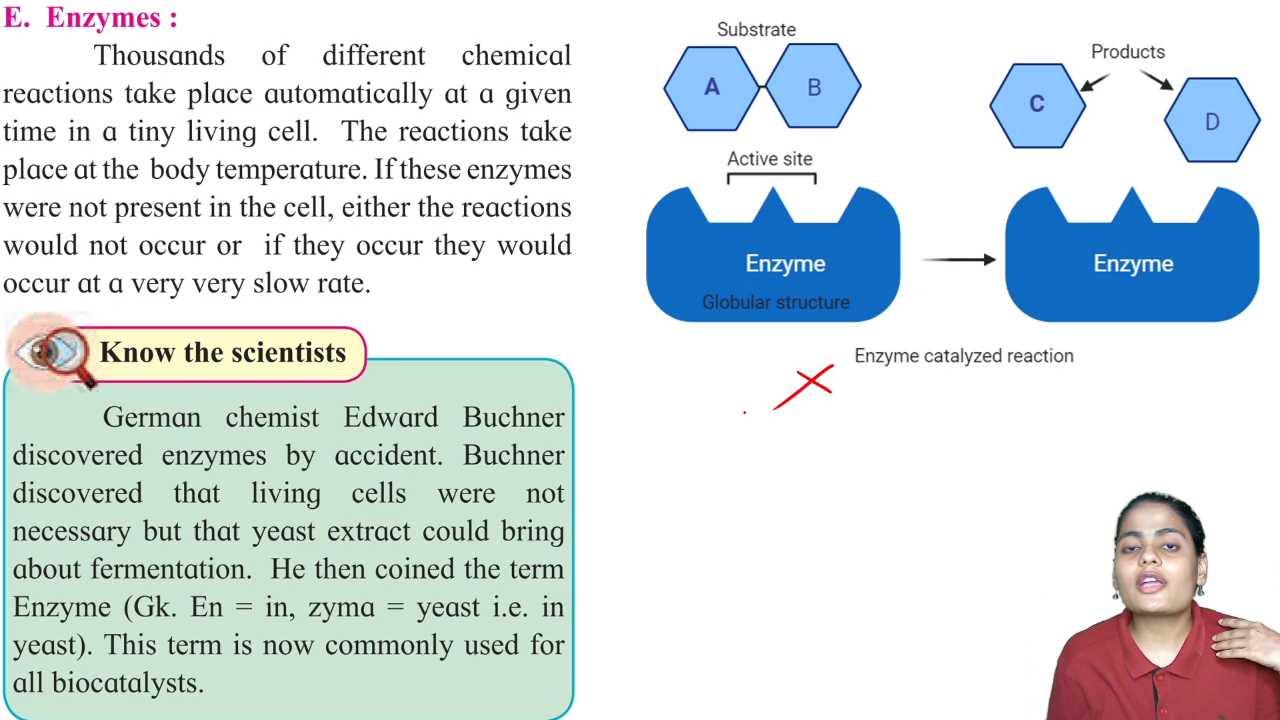 E. Enzymes :
Thousands of different chemical
reactions take place automatically at a given
time in a tiny living cell. The reactions take
place at the body temperature. If these enzymes
were not present in the cell, either the reactions
would not occur or if they occur they would
occur at a very very slow rate.
Know the scientists
German chemist Edward Buchner
discovered enzymes by accident. Buchner
discovered that living cells were not
necessary but that yeast extract could bring
about fermentation. He then coined the term
Enzyme (Gk. En = in, zyma = yeast i.e. in
yeast). This term is now commonly used for
all biocatalysts.
Substrate
A B
Active site
Enzyme
Globular structure
Products
C
D
Enzyme
Enzyme catalyzed reaction